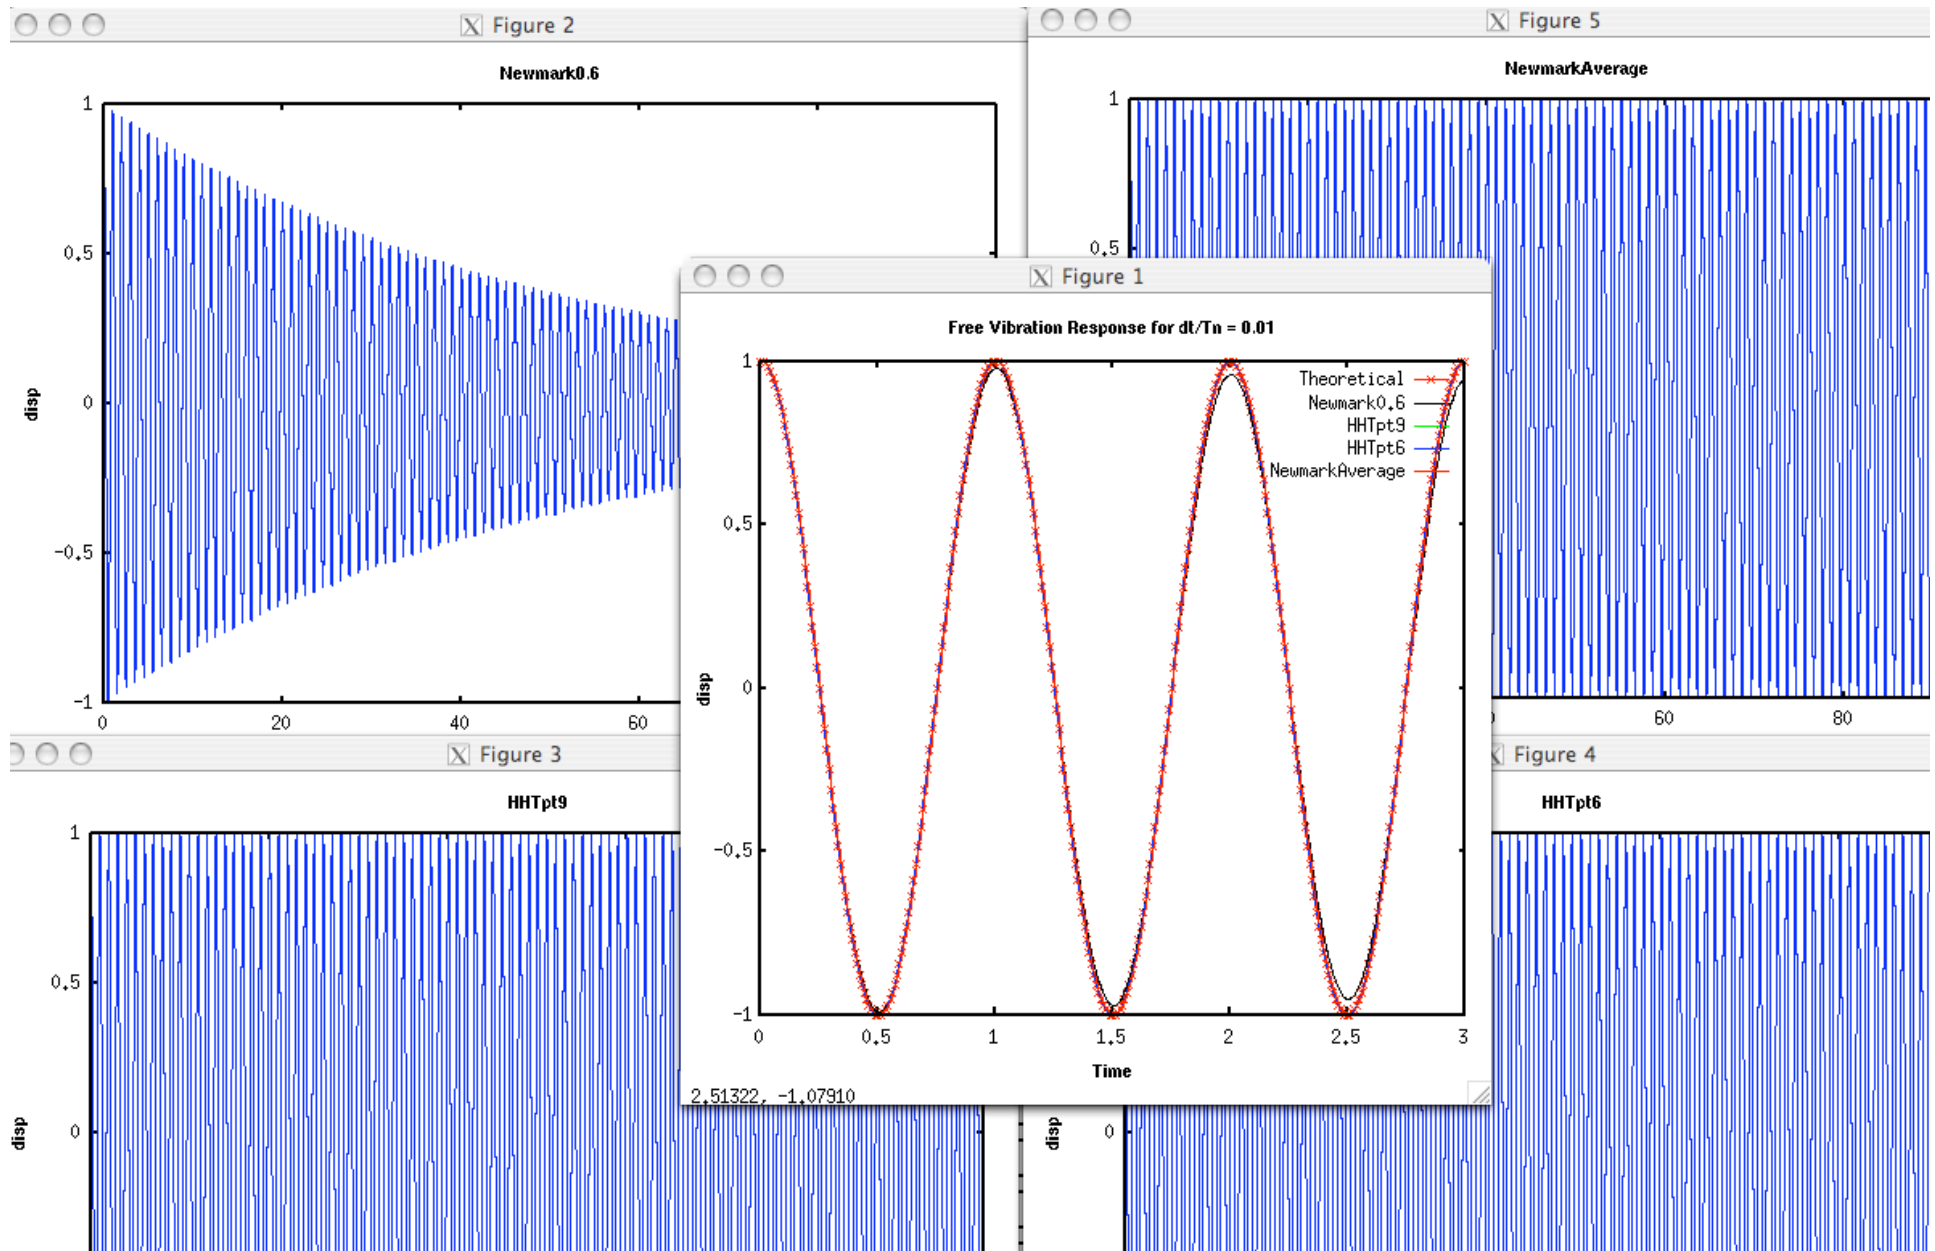 Figure 2
Newmark0.6
1
0.5
0
-0.5
-1
disp
0
20
40
60
Figure 5
NewmarkAverage
1
0.5
60
80
Figure 1
Free Vibration Response for dt/Tn = 0.01
Theoretical
Newmark0.6
HHTpt9
HHTpt6
NewmarkAverage
1
0.5
0
-0.5
-1
disp
0
0.5
1
1.5
2
2.5
3
Time
2.51322, -1.07910
Figure 3
HHTpt9
1
0.5
0
disp
Figure 4
HHTpt6
0
disp